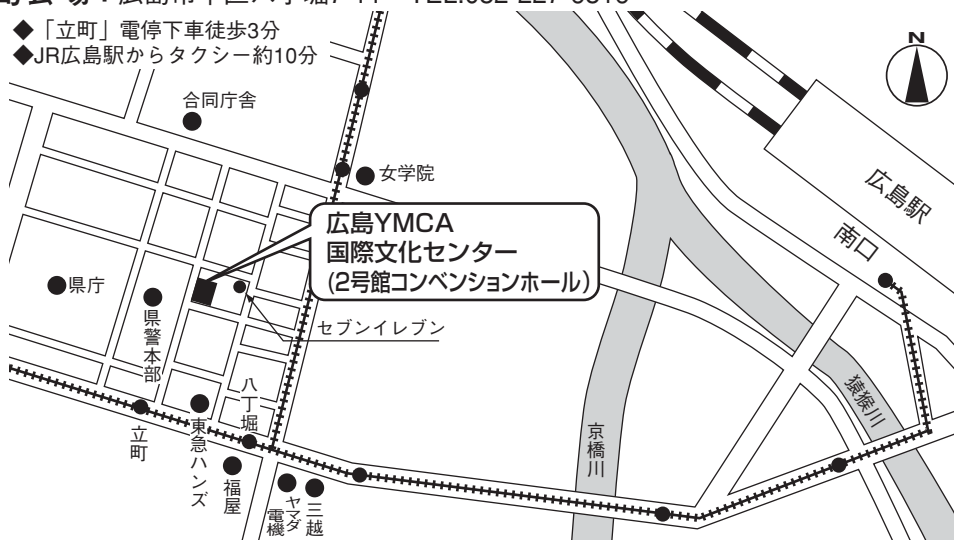 ◆「立町」電停下車徒歩3分
◆JR広島駅からタクシー約10分
N
合同庁舎
女学院
広島駅
南口
広島YMCA
国際文化センター
(2号館コンベンションホール)
県庁
県警本部
セブンイレブン
八丁堀
立町
東急ハンズ
福屋
ヤマダ
電機
三越
京橋川
猿猴川